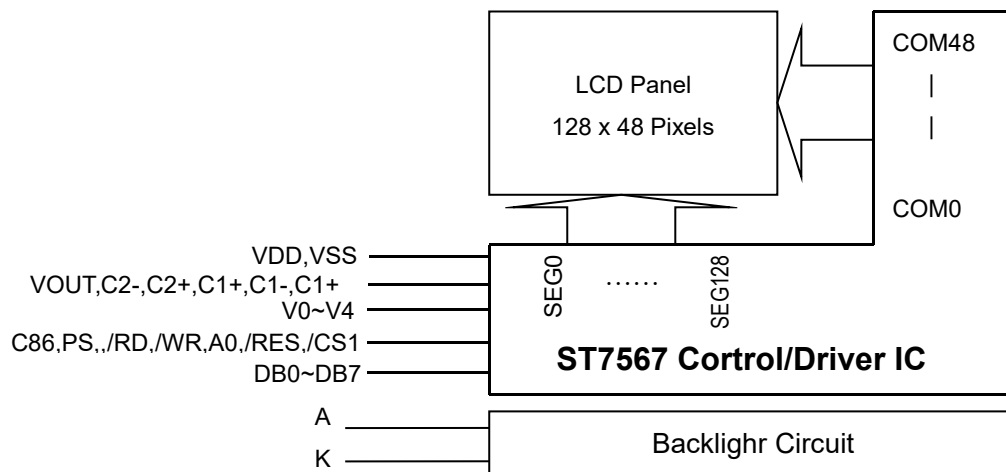 COM48
LCD Panel
|
128 x 48 Pixels
|
COM0
VDD,VSS
SEG0
......
SEG128
VOUT,C2-,C2+,C1+,C1-,C1+
V0~V4
C86,PS,,/RD,/WR,A0,/RES,/CS1
ST7567 Cortrol/Driver IC
DB0~DB7
A
Backlighr Circuit
K